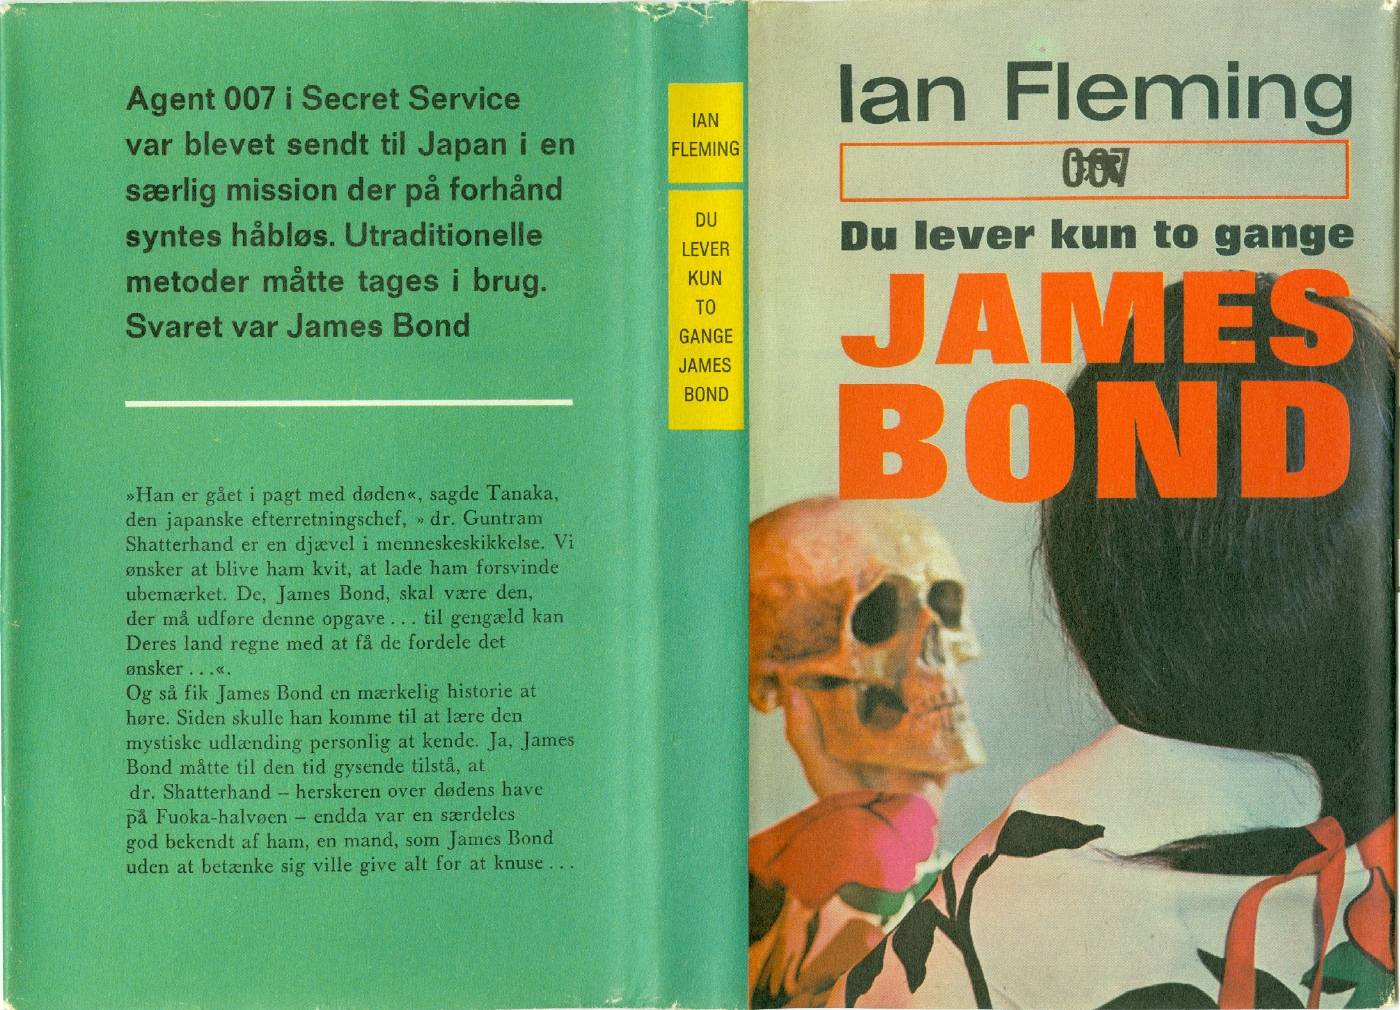 Agent 007 i Secret Service
var blevet sendt til Japan i en
særlig mission der på forhånd
syntes håbløs. Utraditionelle
metoder måtte tages i brug.
Svaret var James Bond
»Han er gået i pagt med døden«, sagde Tanaka,
den japanske efterretningschef, » dr. Guntram
Shatterhand er en djævel i menneskeskikkelse. Vi
ønsker at blive ham kvit, at lade ham forsvinde
ubemærket. De, James Bond, skal være den,
der må udføre denne opgave . . . til gengæld kan
Deres land regne med at få de fordele det
ønsker . . .«.
Og så fik James Bond en mærkelig historie at
høre. Siden skulle han komme til at lære den
mystiske udlænding personlig at kende. Ja, James
Bond måtte til den tid gysende tilstå, at
dr. Shatterhand – herskeren over dødens have
på Fuoka-halvøen – endda var en særdeles
god bekendt af ham, en mand, som James Bond
uden at betænke sig ville give alt for at knuse . . .
IAN
FLEMING
DU
LEVER
KUN
TO
GANGE
JAMES
BOND
Ian Fleming
007
Du lever kun to gange
JAMES
BOND